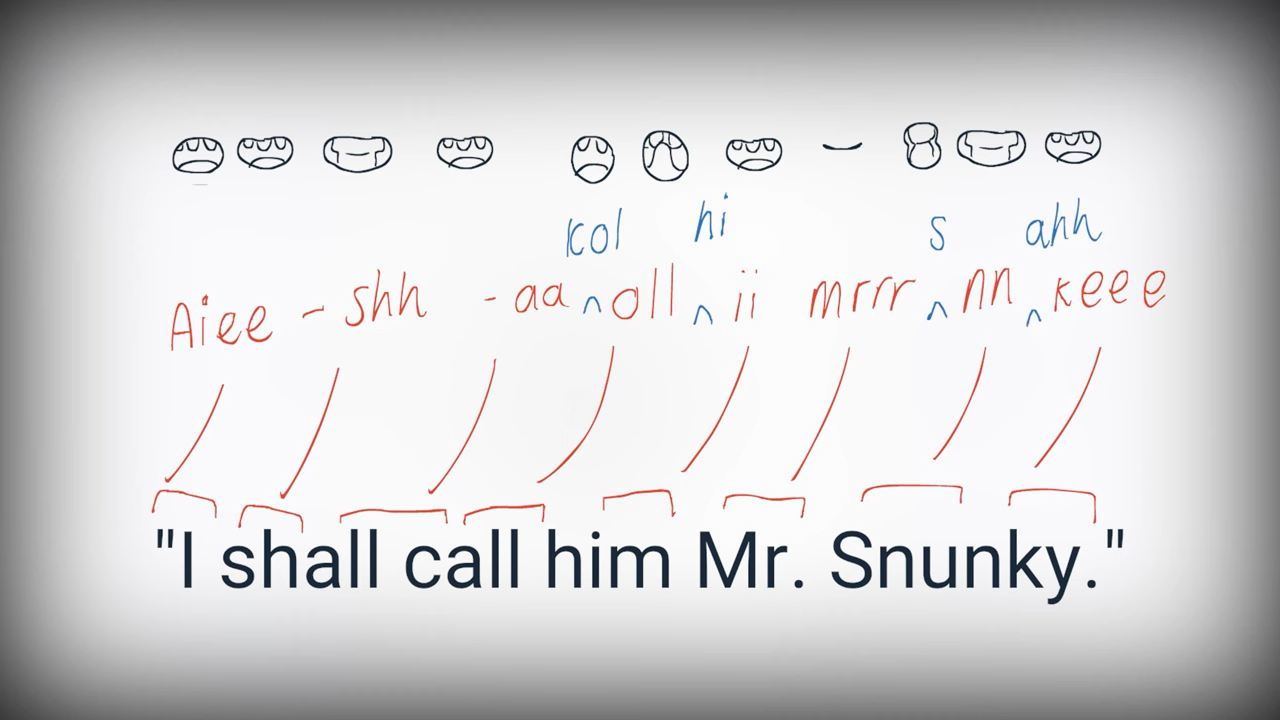 kol hi s ahh
Aiee - shh - aa ^ oll ^ ii mrrr ^ nn ^ keee
"I shall call him Mr. Snunky."